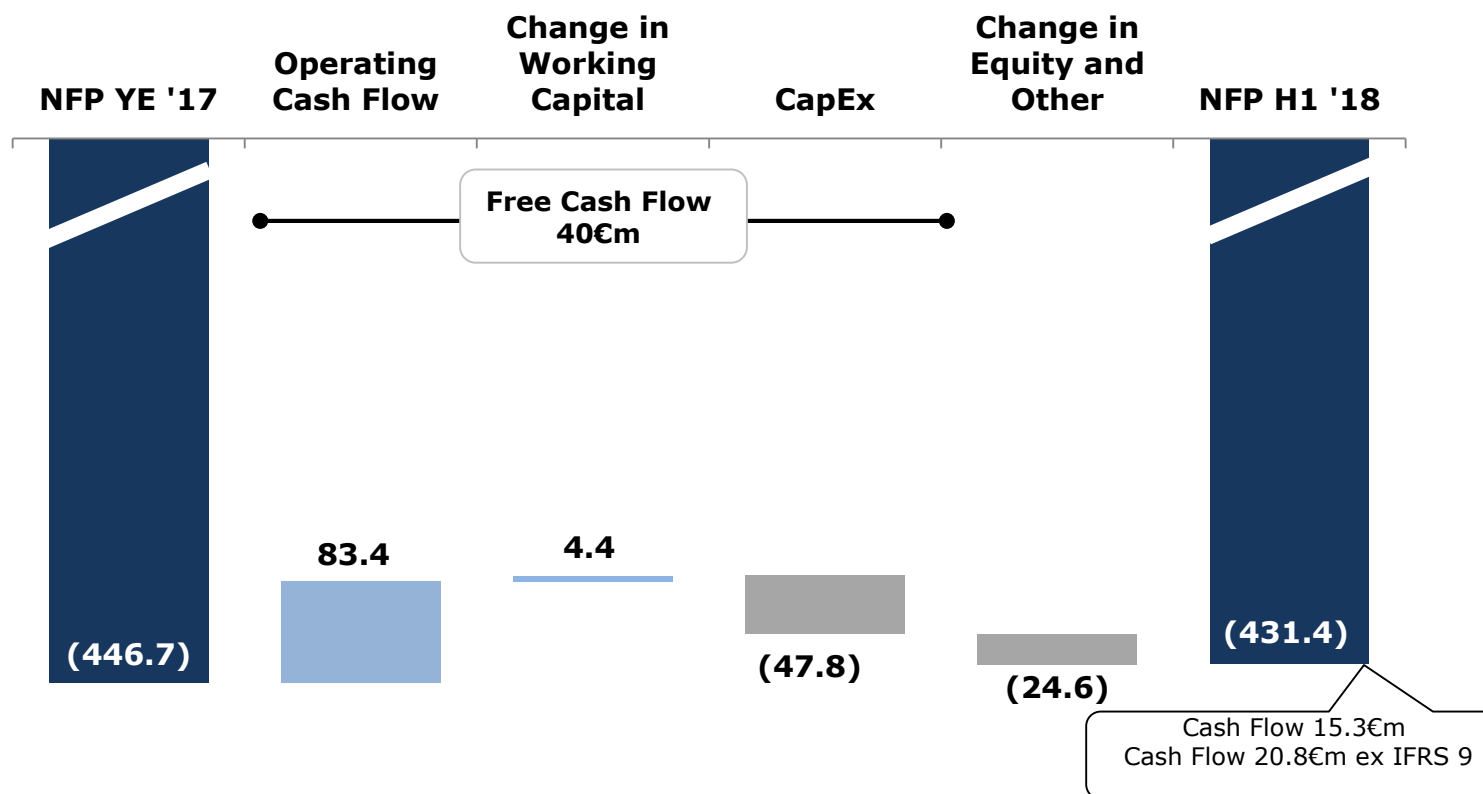 NFP YE '17
Operating
Cash Flow
Change in
Working
Capital
CapEx
Change in
Equity and
Other
NFP H1 '18
Free Cash Flow
40€m
83.4
4.4
(446.7)
(47.8)
(24.6)
(431.4)
Cash Flow 15.3€m
Cash Flow 20.8€m ex IFRS 9